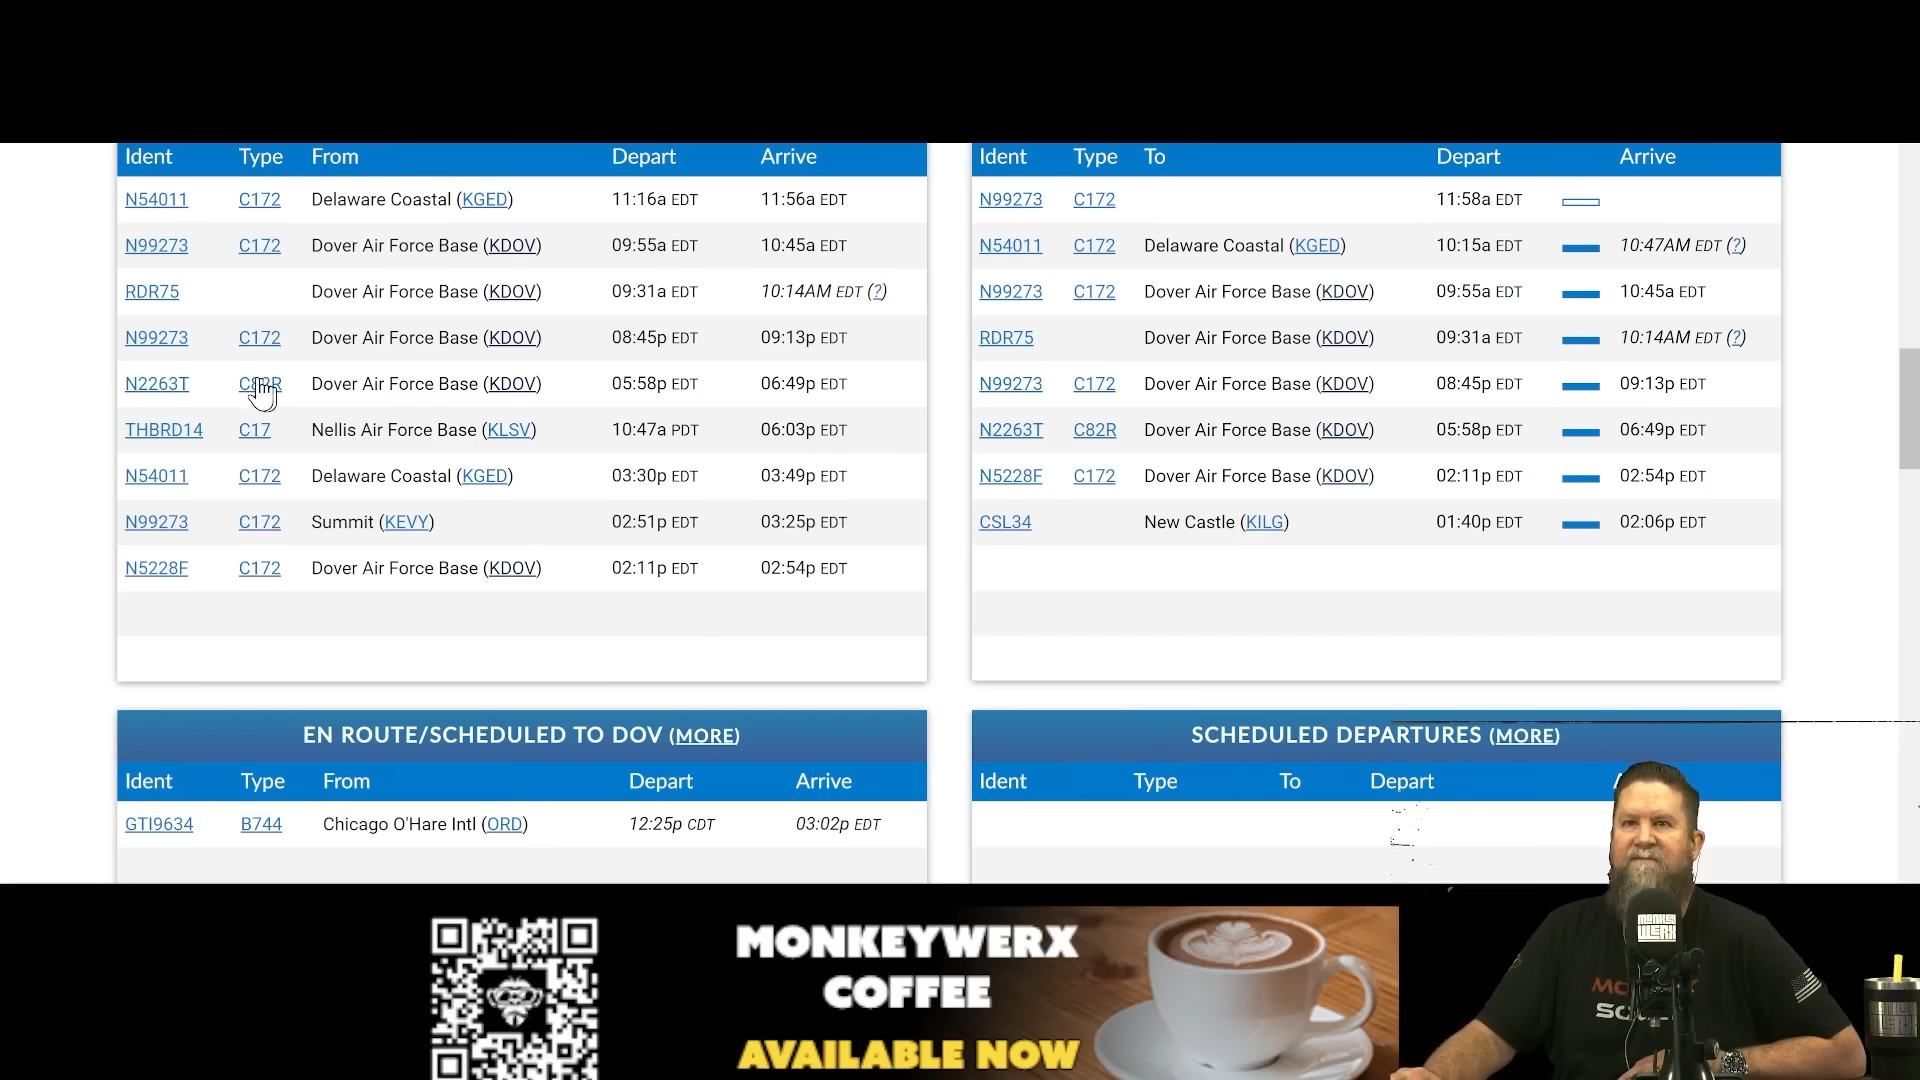 Ident Type From Depart Arrive
N54011 C172 Delaware Coastal (KGED) 11:16a EDT 11:56a EDT
N99273 C172 Dover Air Force Base (KDOV) 09:55a EDT 10:45a EDT
RDR75 Dover Air Force Base (KDOV) 09:31a EDT 10:14AM EDT (?)
N99273 C172 Dover Air Force Base (KDOV) 08:45p EDT 09:13p EDT
N2263T C82R Dover Air Force Base (KDOV) 05:58p EDT 06:49p EDT
THBRD14 C17 Nellis Air Force Base (KLSV) 10:47a PDT 06:03p EDT
N54011 C172 Delaware Coastal (KGED) 03:30p EDT 03:49p EDT
N99273 C172 Summit (KEVY) 02:51p EDT 03:25p EDT
N5228F C172 Dover Air Force Base (KDOV) 02:11p EDT 02:54p EDT
Ident Type To Depart Arrive
N99273 C172 11:58a EDT
N54011 C172 Delaware Coastal (KGED) 10:15a EDT 10:47AM EDT (?)
N99273 C172 Dover Air Force Base (KDOV) 09:55a EDT 10:45a EDT
RDR75 Dover Air Force Base (KDOV) 09:31a EDT 10:14AM EDT (?)
N99273 C172 Dover Air Force Base (KDOV) 08:45p EDT 09:13p EDT
N2263T C82R Dover Air Force Base (KDOV) 05:58p EDT 06:49p EDT
N5228F C172 Dover Air Force Base (KDOV) 02:11p EDT 02:54p EDT
CSL34 New Castle (KILG) 01:40p EDT 02:06p EDT
EN ROUTE/SCHEDULED TO DOV (MORE)
Ident Type From Depart Arrive
GTI9634 B744 Chicago O'Hare Intl (ORD) 12:25p CDT 03:02p EDT
SCHEDULED DEPARTURES (MORE)
Ident Type To Depart
MONKEYWERX
COFFEE
AVAILABLE NOW
MONKEY
WERX